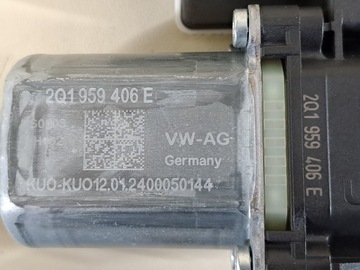 2Q1 959 406 E
VW-AG
Germany
KUO-KUO12.01.2400050144
2Q1 959 406 E